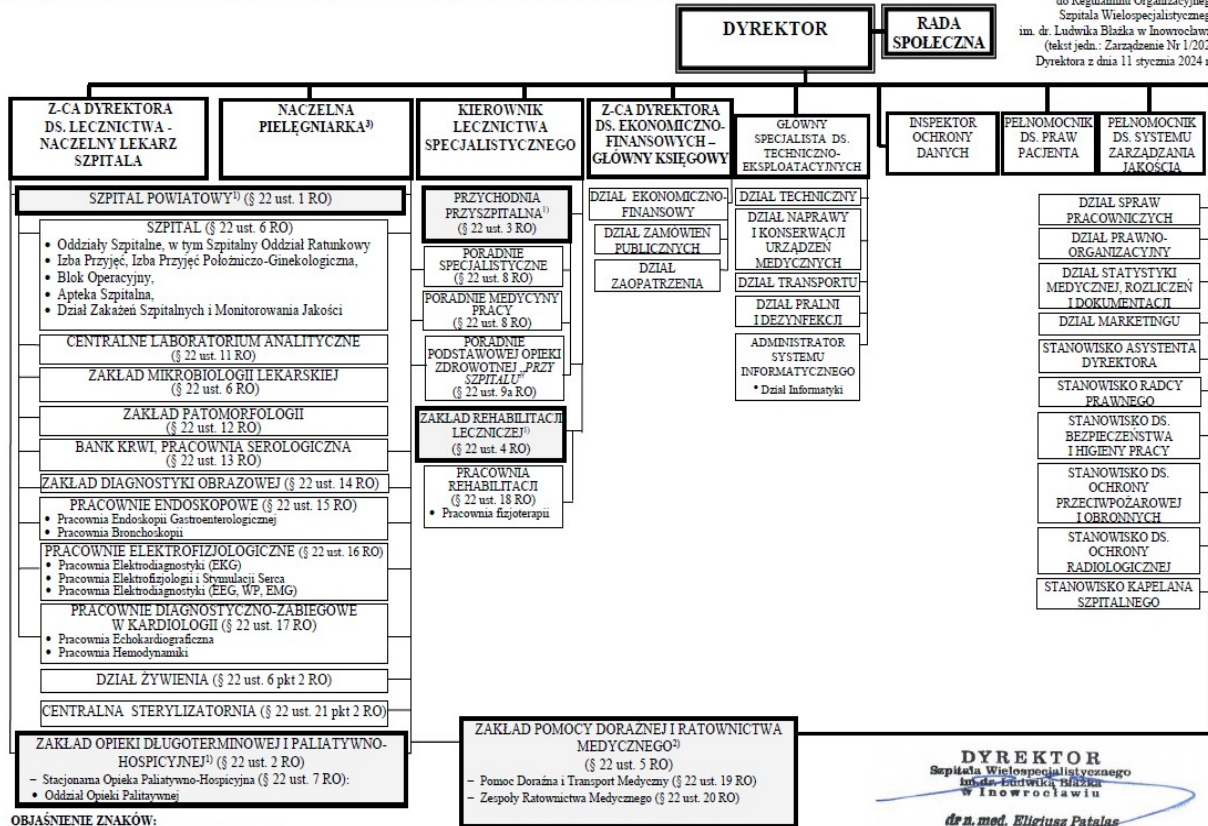 do Regulaminu Organizacyjneg
Szpitala Wielospecjalistyczneg
im. dr. Ludwika Błażka w Inowrocławi
(tekst jedn.: Zarządzenie Nr 1/202
Dyrektora z dnia 11 stycznia 2024 r
DYREKTOR
RADA
SPOŁECZNA
Z-CA DYREKTORA
DS. LECZNICTWA -
NACZELNY LEKARZ
SZPITALA
NACZELNA
PIELĘGNIARKA³⁾
KIEROWNIK
LECZNICTWA
SPECJALISTYCZNEGO
Z-CA DYREKTORA
DS. EKONOMICZNO-
FINANSOWYCH –
GŁÓWNY KSIĘGOWY
GŁÓWNY
SPECJALISTA DS.
TECHNICZNO-
EKSPLOATACYJNYCH
INSPEKTOR
OCHRONY
DANYCH
PEŁNOMOCNIK
DS. PRAW
PACJENTA
PEŁNOMOCNIK
DS. SYSTEMU
ZARZĄDZANIA
JAKOŚCIĄ
SZPITAL POWIATOWY¹⁾ (§ 22 ust. 1 RO)
SZPITAL (§ 22 ust. 6 RO)
• Oddziały Szpitalne, w tym Szpitalny Oddział Ratunkowy
• Izba Przyjęć, Izba Przyjęć Położniczo-Ginekologiczna,
• Blok Operacyjny,
• Apteka Szpitalna,
• Dział Zakażeń Szpitalnych i Monitorowania Jakości
CENTRALNE LABORATORIUM ANALITYCZNE
(§ 22 ust. 11 RO)
ZAKŁAD MIKROBIOLOGII LEKARSKIEJ
(§ 22 ust. 6 RO)
ZAKŁAD PATOMORFOLOGII
(§ 22 ust. 12 RO)
BANK KRWI, PRACOWNIA SEROLOGICZNA
(§ 22 ust. 13 RO)
ZAKŁAD DIAGNOSTYKI OBRAZOWEJ (§ 22 ust. 14 RO)
PRACOWNIE ENDOSKOPOWE (§ 22 ust. 15 RO)
• Pracownia Endoskopii Gastroenterologicznej
• Pracownia Bronchoskopii
PRACOWNIE ELEKTROFIZJOLOGICZNE (§ 22 ust. 16 RO)
• Pracownia Elektrodiagnostyki (EKG)
• Pracownia Elektrofizjologii i Stymulacji Serca
• Pracownia Elektrodiagnostyki (EEG, WP, EMG)
PRACOWNIE DIAGNOSTYCZNO-ZABIEGOWE
W KARDIOLOGII (§ 22 ust. 17 RO)
• Pracownia Echokardiograficzna
• Pracownia Hemodynamiki
DZIAŁ ŻYWIENIA (§ 22 ust. 6 pkt 2 RO)
CENTRALNA STERYLIZATORNIA (§ 22 ust. 21 pkt 2 RO)
ZAKŁAD OPIEKI DŁUGOTERMINOWEJ I PALIATYWNO-
HOSPICYJNEJ¹⁾ (§ 22 ust. 2 RO)
– Stacjonarna Opieka Paliatywno-Hospicyjna (§ 22 ust. 7 RO):
• Oddział Opieki Palitaywnej
PRZYCHODNIA
PRZYSZPITALNA¹⁾
(§ 22 ust. 3 RO)
PORADNIE
SPECJALISTYCZNE
(§ 22 ust. 8 RO)
PORADNIE MEDYCYNY
PRACY
(§ 22 ust. 8 RO)
PORADNIE
PODSTAWOWEJ OPIEKI
ZDROWOTNEJ „PRZY
SZPITALU”
(§ 22 ust. 9a RO)
ZAKŁAD REHABILITACJI
LECZNICZEJ¹⁾
(§ 22 ust. 4 RO)
PRACOWNIA
REHABILITACJI
(§ 22 ust. 18 RO)
• Pracownia fizjoterapii
ZAKŁAD POMOCY DORAŹNEJ I RATOWNICTWA
MEDYCZNEGO²⁾
(§ 22 ust. 5 RO)
– Pomoc Doraźna i Transport Medyczny (§ 22 ust. 19 RO)
– Zespoły Ratownictwa Medycznego (§ 22 ust. 20 RO)
DZIAŁ EKONOMICZNO-
FINANSOWY
DZIAŁ ZAMÓWIEŃ
PUBLICZNYCH
DZIAŁ
ZAOPATRZENIA
DZIAŁ TECHNICZNY
DZIAŁ NAPRAWY
I KONSERWACJI
URZĄDZEŃ
MEDYCZNYCH
DZIAŁ TRANSPORTU
DZIAŁ PRALNI
I DEZYNFEKCJI
ADMINISTRATOR
SYSTEMU
INFORMATYCZNEGO
• Dział Informatyki
DZIAŁ SPRAW
PRACOWNICZYCH
DZIAŁ PRAWNO-
ORGANIZACYJNY
DZIAŁ STATYSTYKI
MEDYCZNEJ, ROZLICZEŃ
I DOKUMENTACJI
DZIAŁ MARKETINGU
STANOWISKO ASYSTENTA
DYREKTORA
STANOWISKO RADCY
PRAWNEGO
STANOWISKO DS.
BEZPIECZEŃSTWA
I HIGIENY PRACY
STANOWISKO DS.
OCHRONY
PRZECIWPOŻAROWEJ
I OBRONNYCH
STANOWISKO DS.
OCHRONY
RADIOLOGICZNEJ
STANOWISKO KAPELANA
SZPITALNEGO
DYREKTOR
Szpitala Wielospecjalistycznego
im. dr. Ludwika Błażka
w Inowrocławiu
dr n. med. Eligiusz Patalas
OBJAŚNIENIE ZNAKÓW: